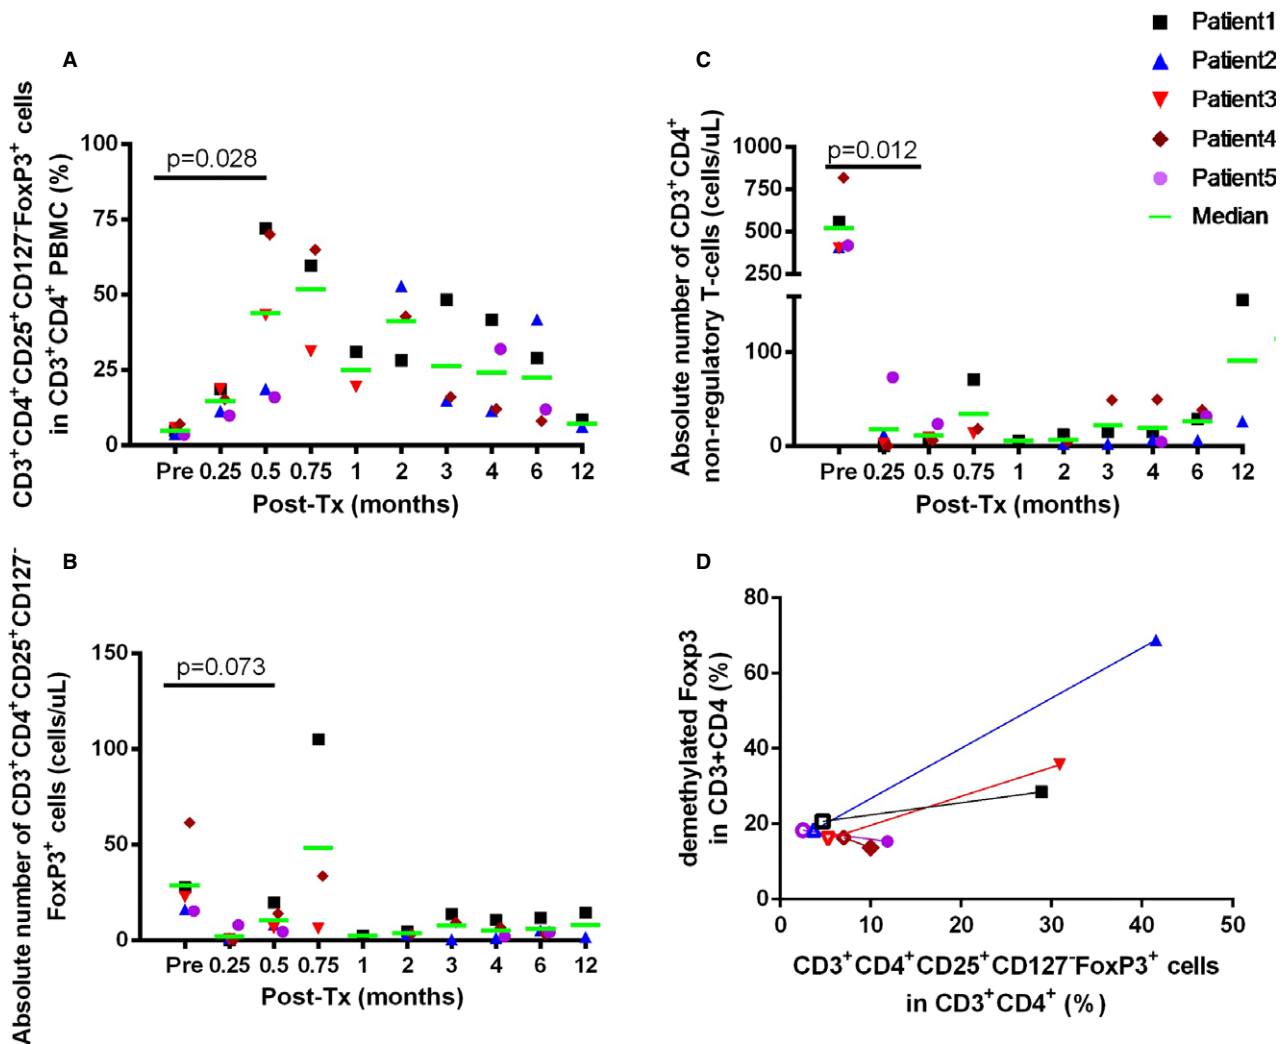 A
CD3⁺CD4⁺CD25⁺CD127⁻FoxP3⁺ cells
in CD3⁺CD4⁺ PBMC (%)
100
75
50
25
0
p=0.028
Pre 0.25 0.5 0.75 1 2 3 4 6 12
Post-Tx (months)
C
Absolute number of CD3⁺CD4⁺
non-regulatory T-cells (cells/uL)
1000
750
500
250
100
0
p=0.012
Pre 0.25 0.5 0.75 1 2 3 4 6 12
Post-Tx (months)
Patient1
Patient2
Patient3
Patient4
Patient5
Median
B
Absolute number of CD3⁺CD4⁺CD25⁺CD127⁻
FoxP3⁺ cells (cells/uL)
150
100
50
0
p=0.073
Pre 0.25 0.5 0.75 1 2 3 4 6 12
Post-Tx (months)
D
demethylated Foxp3
in CD3+CD4 (%)
80
60
40
20
0
0 10 20 30 40 50
CD3⁺CD4⁺CD25⁺CD127⁻FoxP3⁺ cells
in CD3⁺CD4⁺ (%)